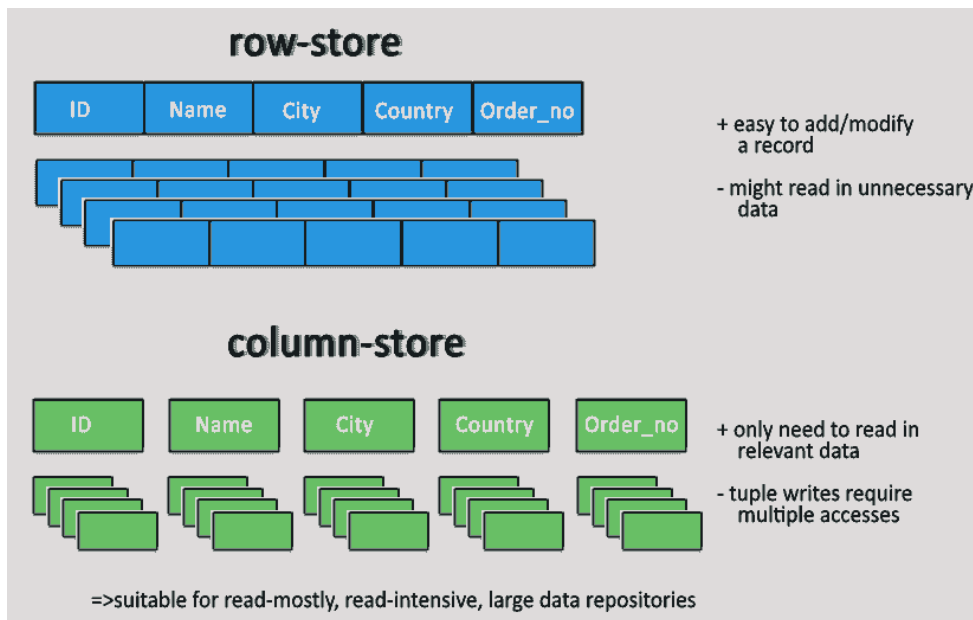 row-store
ID Name City Country Order_no
+ easy to add/modify
a record
- might read in unnecessary
data
column-store
ID Name City Country Order_no
+ only need to read in
relevant data
- tuple writes require
multiple accesses
=>suitable for read-mostly, read-intensive, large data repositories